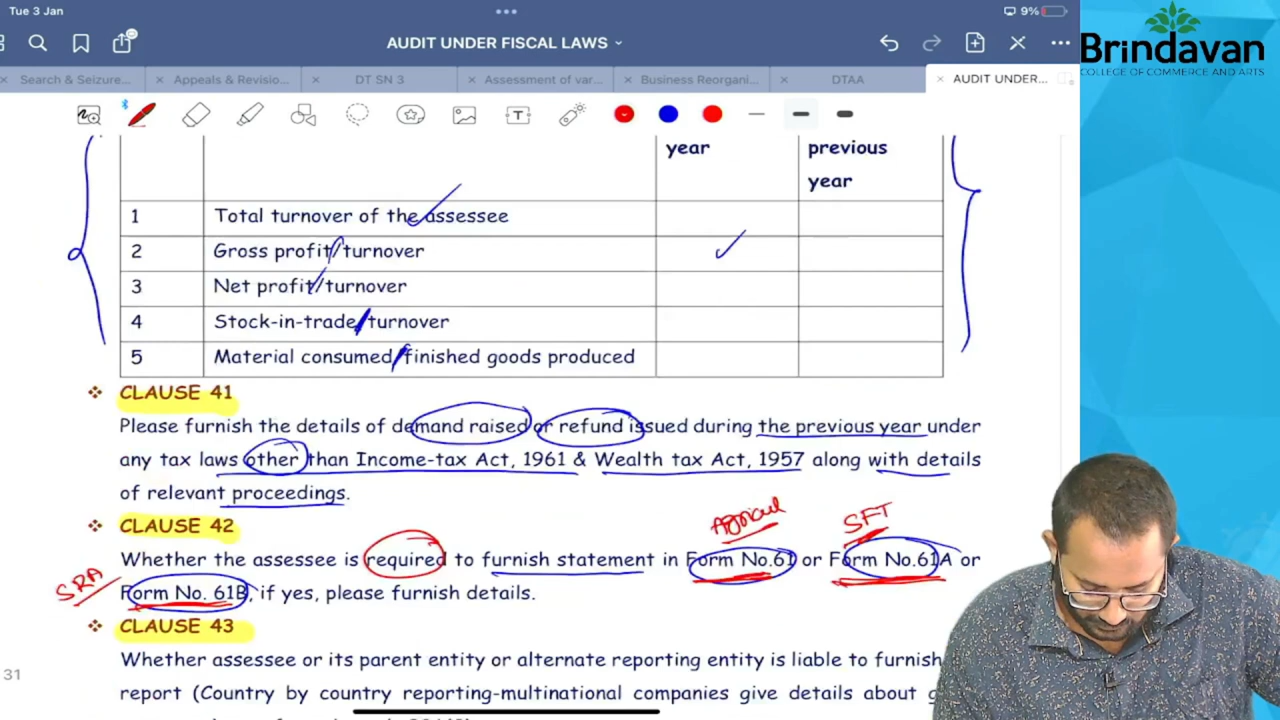 Tue 3 Jan
9%
AUDIT UNDER FISCAL LAWS
Brindavan
COLLEGE OF COMMERCE AND ARTS
Search & Seizure...
Appeals & Revisio...
DT SN 3
Assessment of var...
Business Reorgani...
DTAA
AUDIT UNDER...
year
previous
year
1 Total turnover of the assessee
2 Gross profit/turnover
3 Net profit/turnover
4 Stock-in-trade/turnover
5 Material consumed/finished goods produced
CLAUSE 41
Please furnish the details of demand raised or refund issued during the previous year under
any tax laws other than Income-tax Act, 1961 & Wealth tax Act, 1957 along with details
of relevant proceedings.
Agricul SFT
CLAUSE 42
Whether the assessee is required to furnish statement in Form No.61 or Form No.61A or
SRA
Form No. 61B, if yes, please furnish details.
CLAUSE 43
31
Whether assessee or its parent entity or alternate reporting entity is liable to furnish
report (Country by country reporting-multinational companies give details about